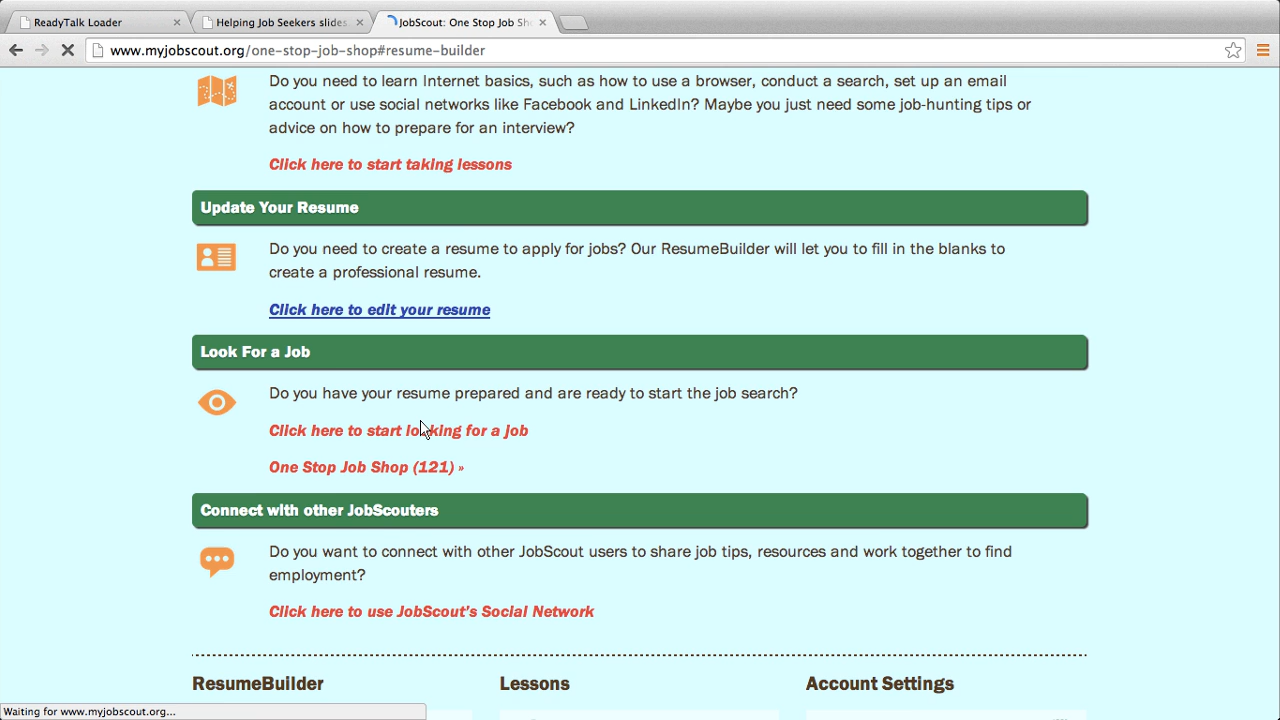 ReadyTalk Loader
Helping Job Seekers slides
JobScout: One Stop Job Sh
www.myjobscout.org/one-stop-job-shop#resume-builder
Do you need to learn Internet basics, such as how to use a browser, conduct a search, set up an email
account or use social networks like Facebook and LinkedIn? Maybe you just need some job-hunting tips or
advice on how to prepare for an interview?
Click here to start taking lessons
Update Your Resume
Do you need to create a resume to apply for jobs? Our ResumeBuilder will let you to fill in the blanks to
create a professional resume.
Click here to edit your resume
Look For a Job
Do you have your resume prepared and are ready to start the job search?
Click here to start looking for a job
One Stop Job Shop (121) »
Connect with other JobScouters
Do you want to connect with other JobScout users to share job tips, resources and work together to find
employment?
Click here to use JobScout's Social Network
ResumeBuilder
Lessons
Account Settings
Waiting for www.myjobscout.org...